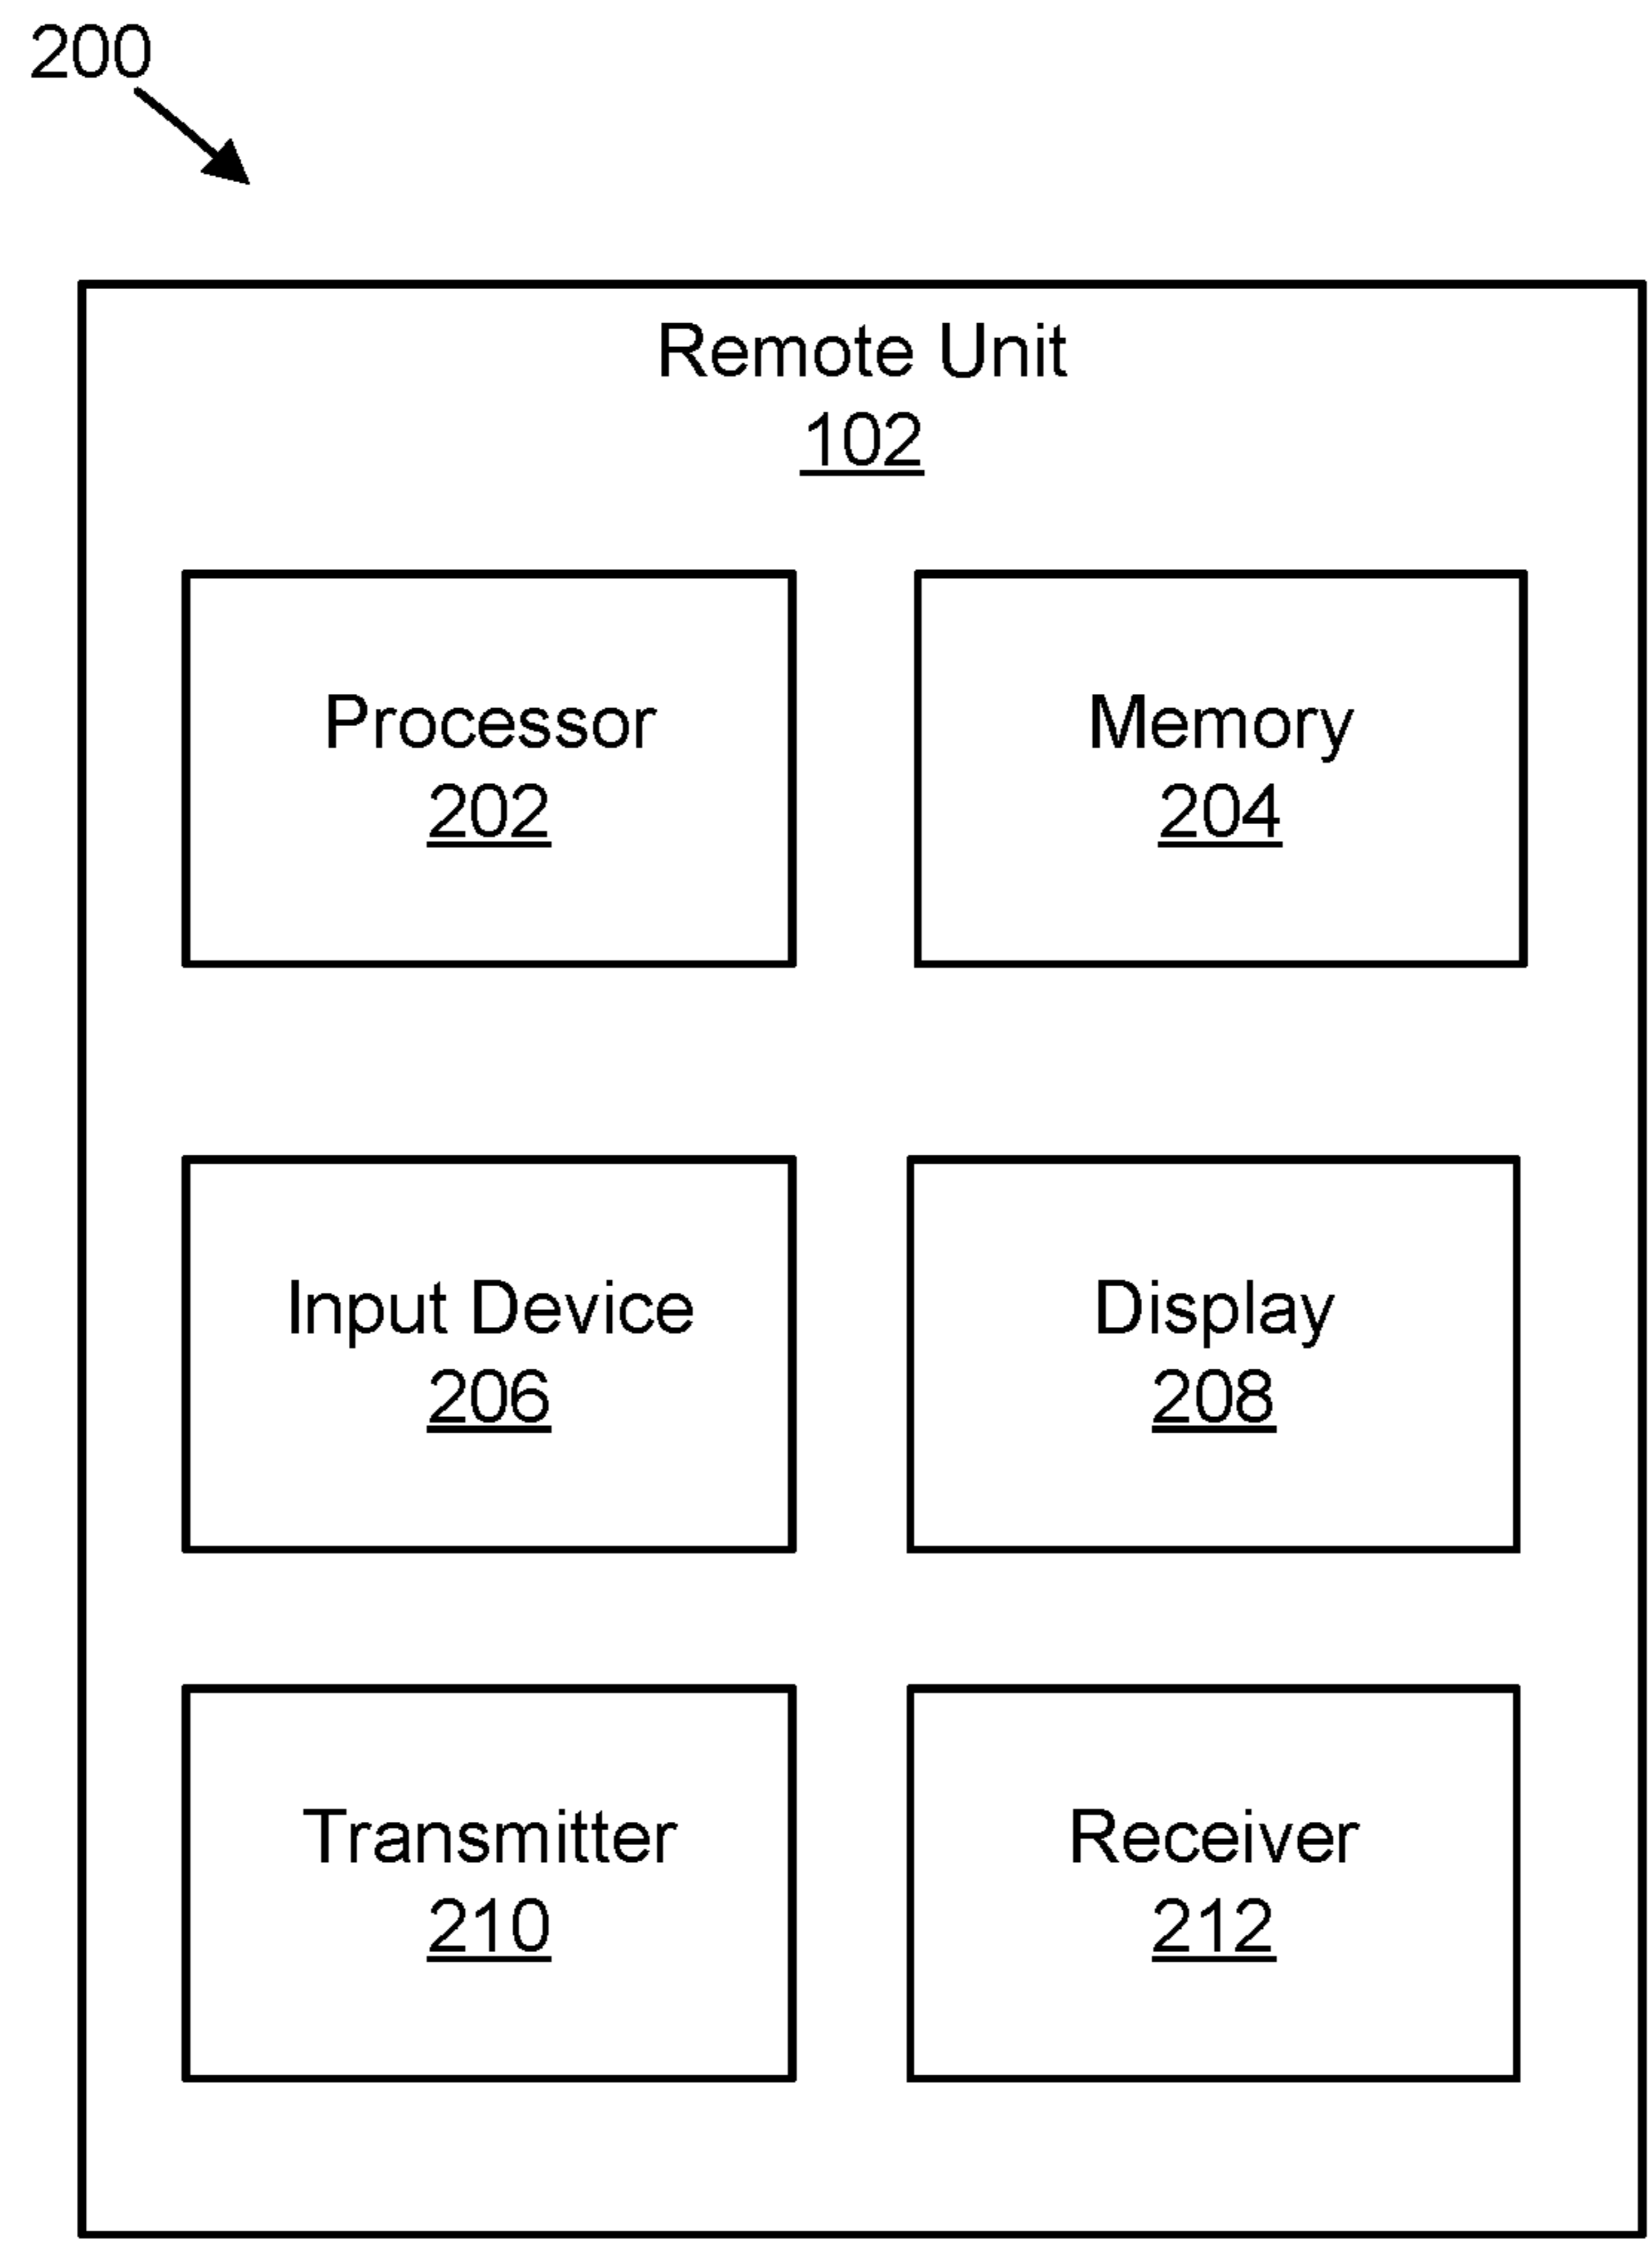 200
Remote Unit
102
Processor
202
Memory
204
Input Device
206
Display
208
Transmitter
210
Receiver
212